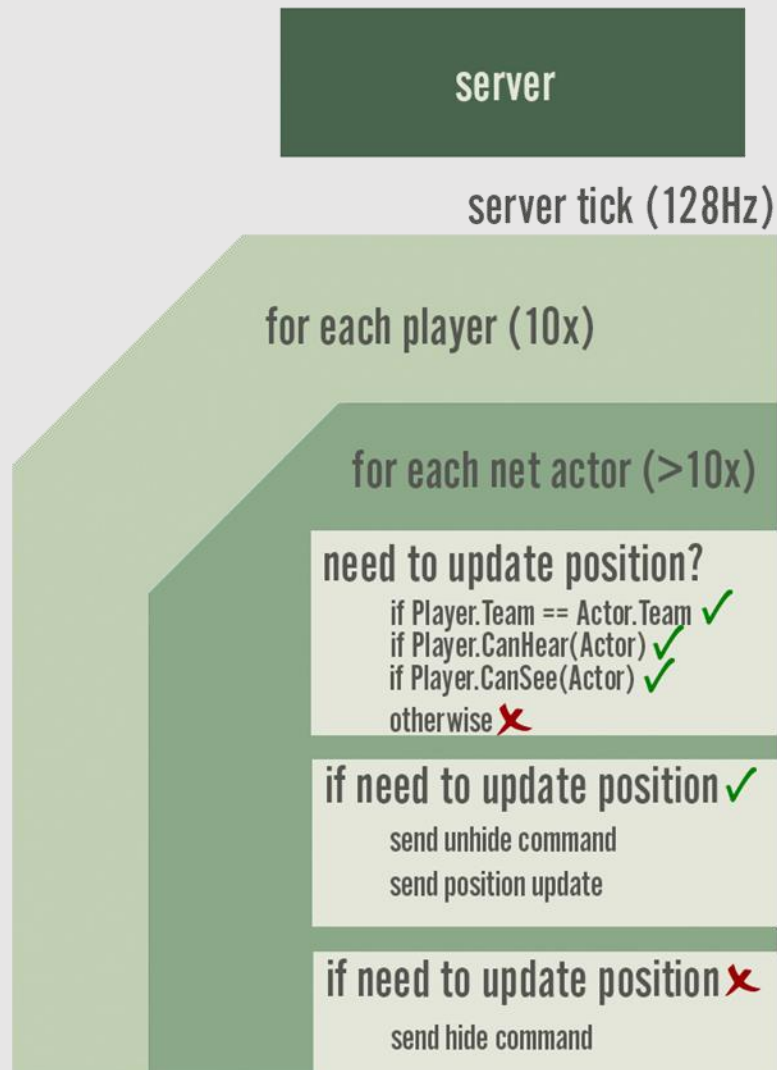 server
server tick (128Hz)
for each player (10x)
for each net actor (>10x)
need to update position?
if Player.Team == Actor.Team ✓
if Player.CanHear(Actor) ✓
if Player.CanSee(Actor) ✓
otherwise ✗
if need to update position ✓
send unhide command
send position update
if need to update position ✗
send hide command